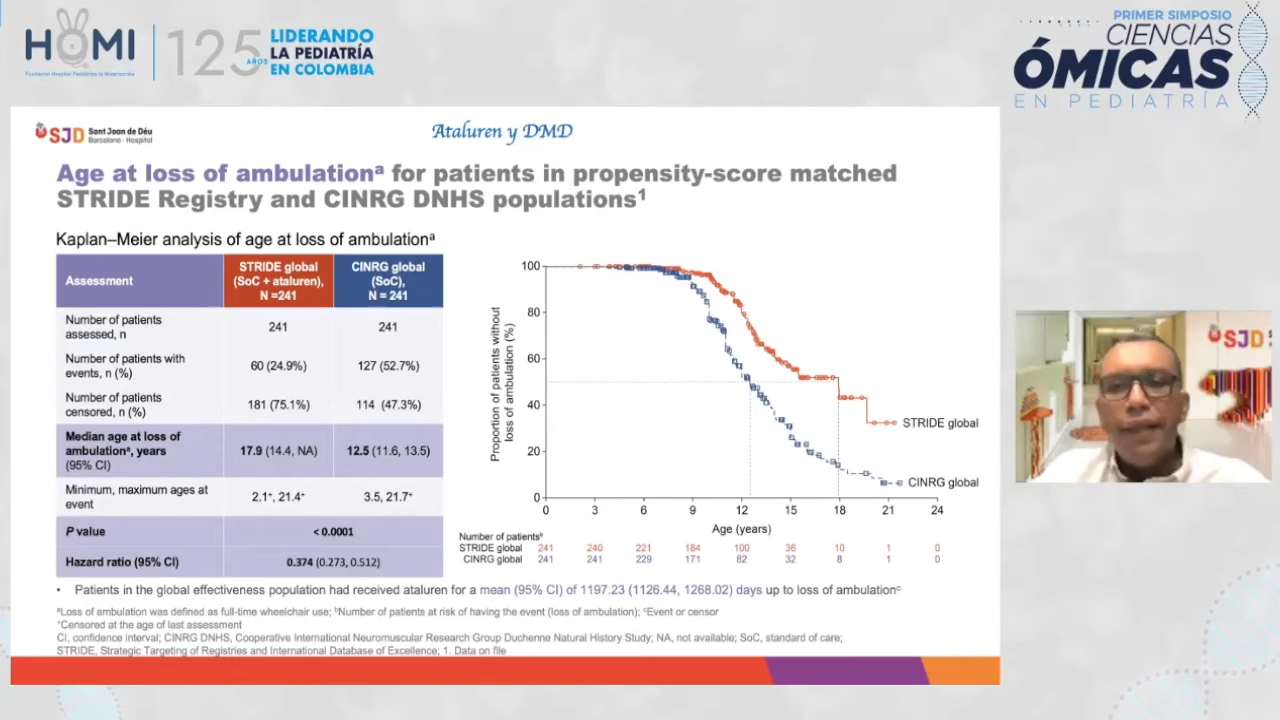 HOMI
Fundación Hospital Pediátrico la Misericordia
125
AÑOS
LIDERANDO
LA PEDIATRÍA
EN COLOMBIA
PRIMER SIMPOSIO
CIENCIAS
ÓMICAS
EN PEDIATRÍA
SJD Sant Joan de Déu
Barcelona · Hospital
Ataluren y DMD
Age at loss of ambulationᵃ for patients in propensity-score matched
STRIDE Registry and CINRG DNHS populations¹
Kaplan–Meier analysis of age at loss of ambulationᵃ
Assessment
STRIDE global
(SoC + ataluren),
N =241
CINRG global
(SoC),
N = 241
Number of patients
assessed, n
241
241
Number of patients with
events, n (%)
60 (24.9%)
127 (52.7%)
Number of patients
censored, n (%)
181 (75.1%)
114 (47.3%)
Median age at loss of
ambulationᵃ, years
(95% CI)
17.9 (14.4, NA)
12.5 (11.6, 13.5)
Minimum, maximum ages at
event
2.1⁺, 21.4⁺
3.5, 21.7⁺
P value
< 0.0001
Hazard ratio (95% CI)
0.374 (0.273, 0.512)
Proportion of patients without
loss of ambulation (%)
100
80
60
40
20
0
STRIDE global
CINRG global
0 3 6 9 12 15 18 21 24
Age (years)
Number of patientsᵇ
STRIDE global 241 240 221 184 100 36 10 1 0
CINRG global 241 241 229 171 82 32 8 1 0
• Patients in the global effectiveness population had received ataluren for a mean (95% CI) of 1197.23 (1126.44, 1268.02) days up to loss of ambulationᶜ
ᵃLoss of ambulation was defined as full-time wheelchair use; ᵇNumber of patients at risk of having the event (loss of ambulation); ᶜEvent or censor
⁺Censored at the age of last assessment
CI, confidence interval; CINRG DNHS, Cooperative International Neuromuscular Research Group Duchenne Natural History Study; NA, not available; SoC, standard of care;
STRIDE, Strategic Targeting of Registries and International Database of Excellence; 1. Data on file
SJD